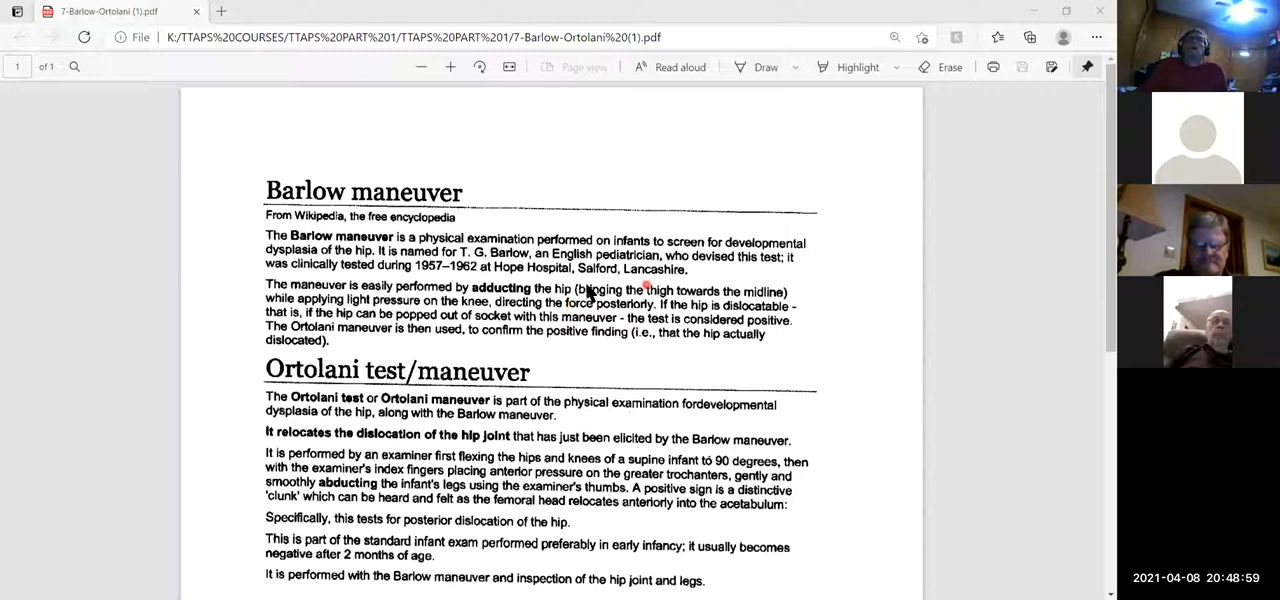 7-Barlow-Ortolani (1).pdf
File K:/TTAPS%20COURSES/TTAPS%20PART%201/TTAPS%20PART%201/7-Barlow-Ortolani%20(1).pdf
1 of 1 Page view Read aloud Draw Highlight Erase
Barlow maneuver
From Wikipedia, the free encyclopedia
The Barlow maneuver is a physical examination performed on infants to screen for developmental
dysplasia of the hip. It is named for T. G. Barlow, an English pediatrician, who devised this test; it
was clinically tested during 1957–1962 at Hope Hospital, Salford, Lancashire.
The maneuver is easily performed by adducting the hip (bringing the thigh towards the midline)
while applying light pressure on the knee, directing the force posteriorly. If the hip is dislocatable -
that is, if the hip can be popped out of socket with this maneuver - the test is considered positive.
The Ortolani maneuver is then used, to confirm the positive finding (i.e., that the hip actually
dislocated).
Ortolani test/maneuver
The Ortolani test or Ortolani maneuver is part of the physical examination fordevelopmental
dysplasia of the hip, along with the Barlow maneuver.
It relocates the dislocation of the hip joint that has just been elicited by the Barlow maneuver.
It is performed by an examiner first flexing the hips and knees of a supine infant to 90 degrees, then
with the examiner's index fingers placing anterior pressure on the greater trochanters, gently and
smoothly abducting the infant's legs using the examiner's thumbs. A positive sign is a distinctive
'clunk' which can be heard and felt as the femoral head relocates anteriorly into the acetabulum:
Specifically, this tests for posterior dislocation of the hip.
This is part of the standard infant exam performed preferably in early infancy; it usually becomes
negative after 2 months of age.
It is performed with the Barlow maneuver and inspection of the hip joint and legs.
2021-04-08 20:48:59